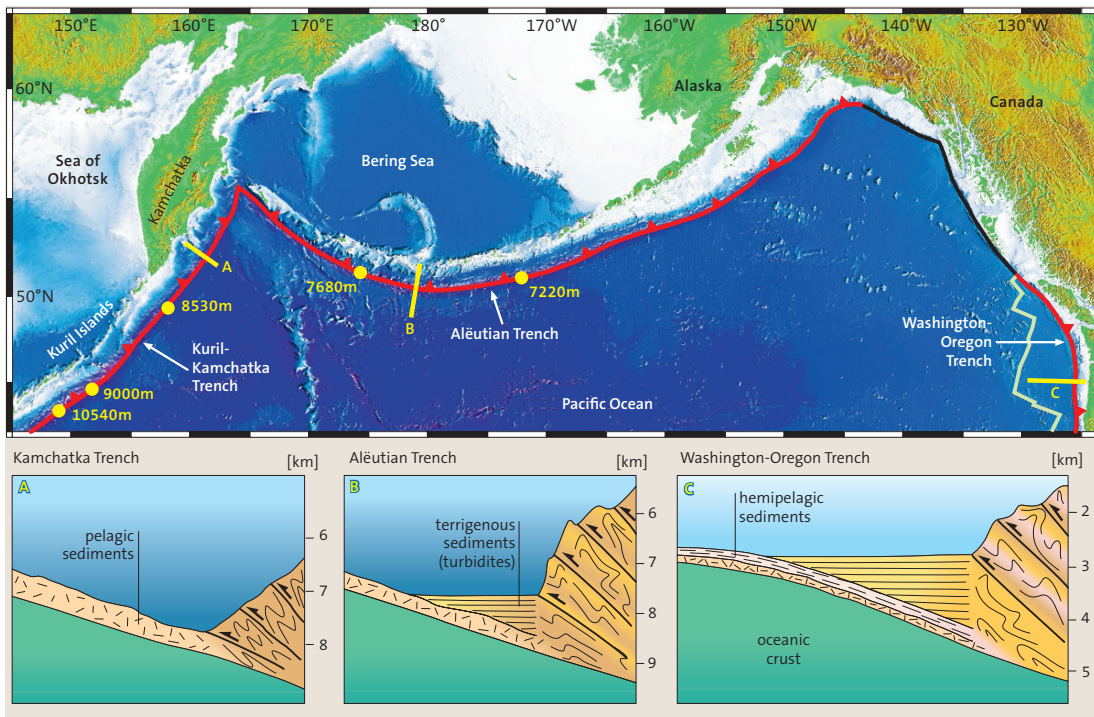 150°E 160°E 170°E 180° 170°W 160°W 150°W 140°W 130°W
60°N
50°N
Alaska
Canada
Sea of
Okhotsk
Kamchatka
Bering Sea
A
7680m
7220m
8530m
B
Kuril Islands
Alëutian Trench
Washington-
Oregon
Trench
Kuril-
Kamchatka
Trench
9000m
10540m
Pacific Ocean
C
Kamchatka Trench [km]
A
pelagic
sediments
6
7
8
Alëutian Trench [km]
B
terrigenous
sediments
(turbidites)
6
7
8
9
Washington-Oregon Trench [km]
C
hemipelagic
sediments
oceanic
crust
2
3
4
5